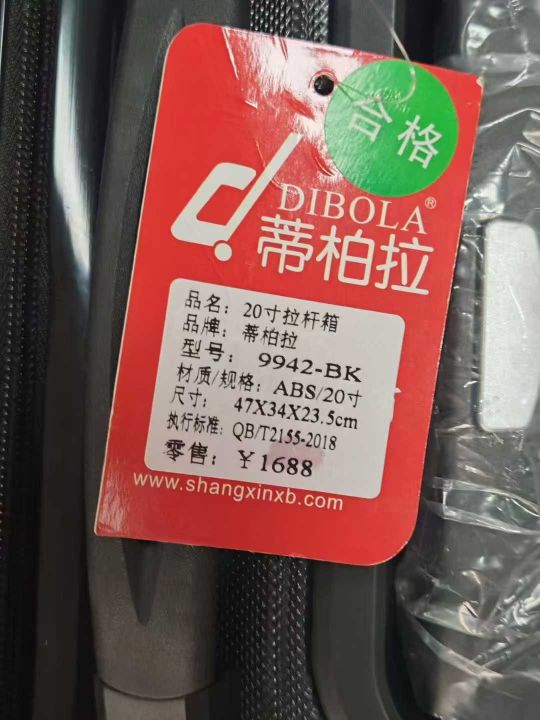 合格
DIBOLA®
蒂柏拉
品名: 20寸拉杆箱
品牌: 蒂柏拉
型号: 9942-BK
材质/规格: ABS/20寸
尺寸: 47X34X23.5cm
执行标准: QB/T2155-2018
零售: ¥1688
www.shangxinxb.com